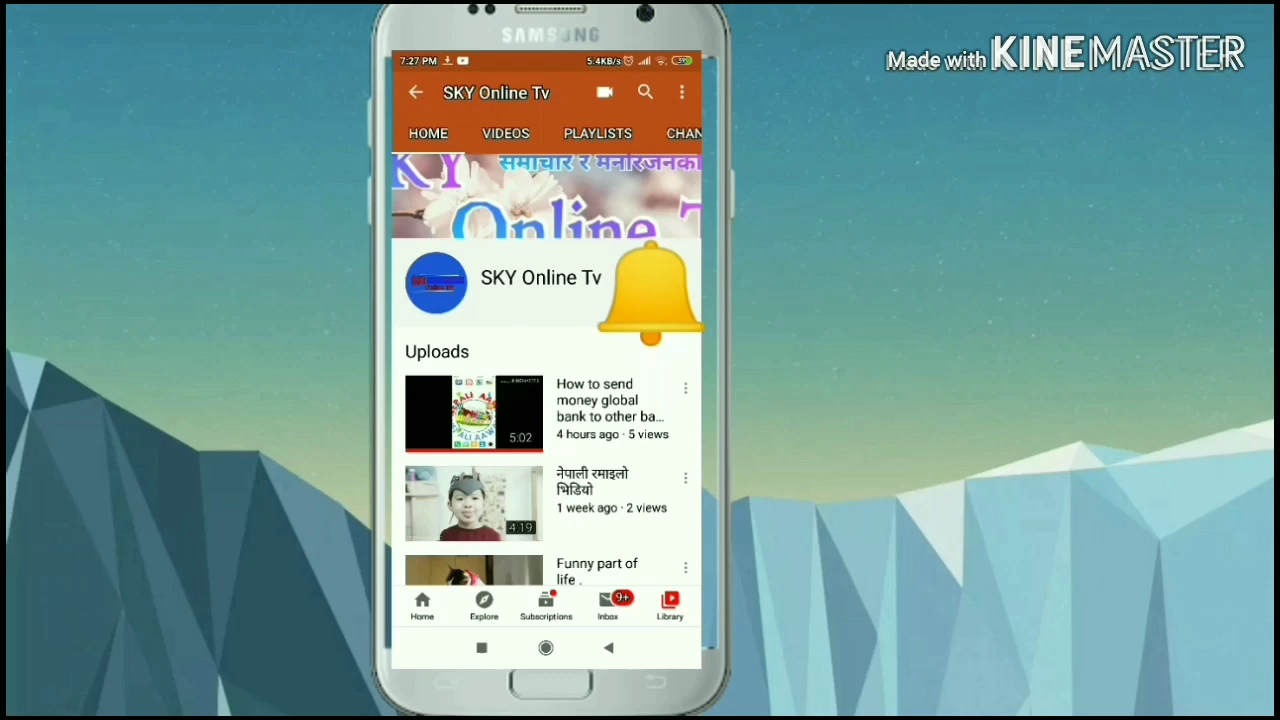 SAMSUNG
Made with KINEMASTER
7:27 PM 5.4KB/s 59
SKY Online Tv
HOME VIDEOS PLAYLISTS CHAN
KY समाचार र मनोरंजनका
Online T
SKY Online Tv
Uploads
How to send
money global
bank to other ba...
4 hours ago · 5 views
5:02
नेपाली रमाइलो
भिडियो
1 week ago · 2 views
4:19
Funny part of
life .
Home Explore Subscriptions Inbox 9+ Library